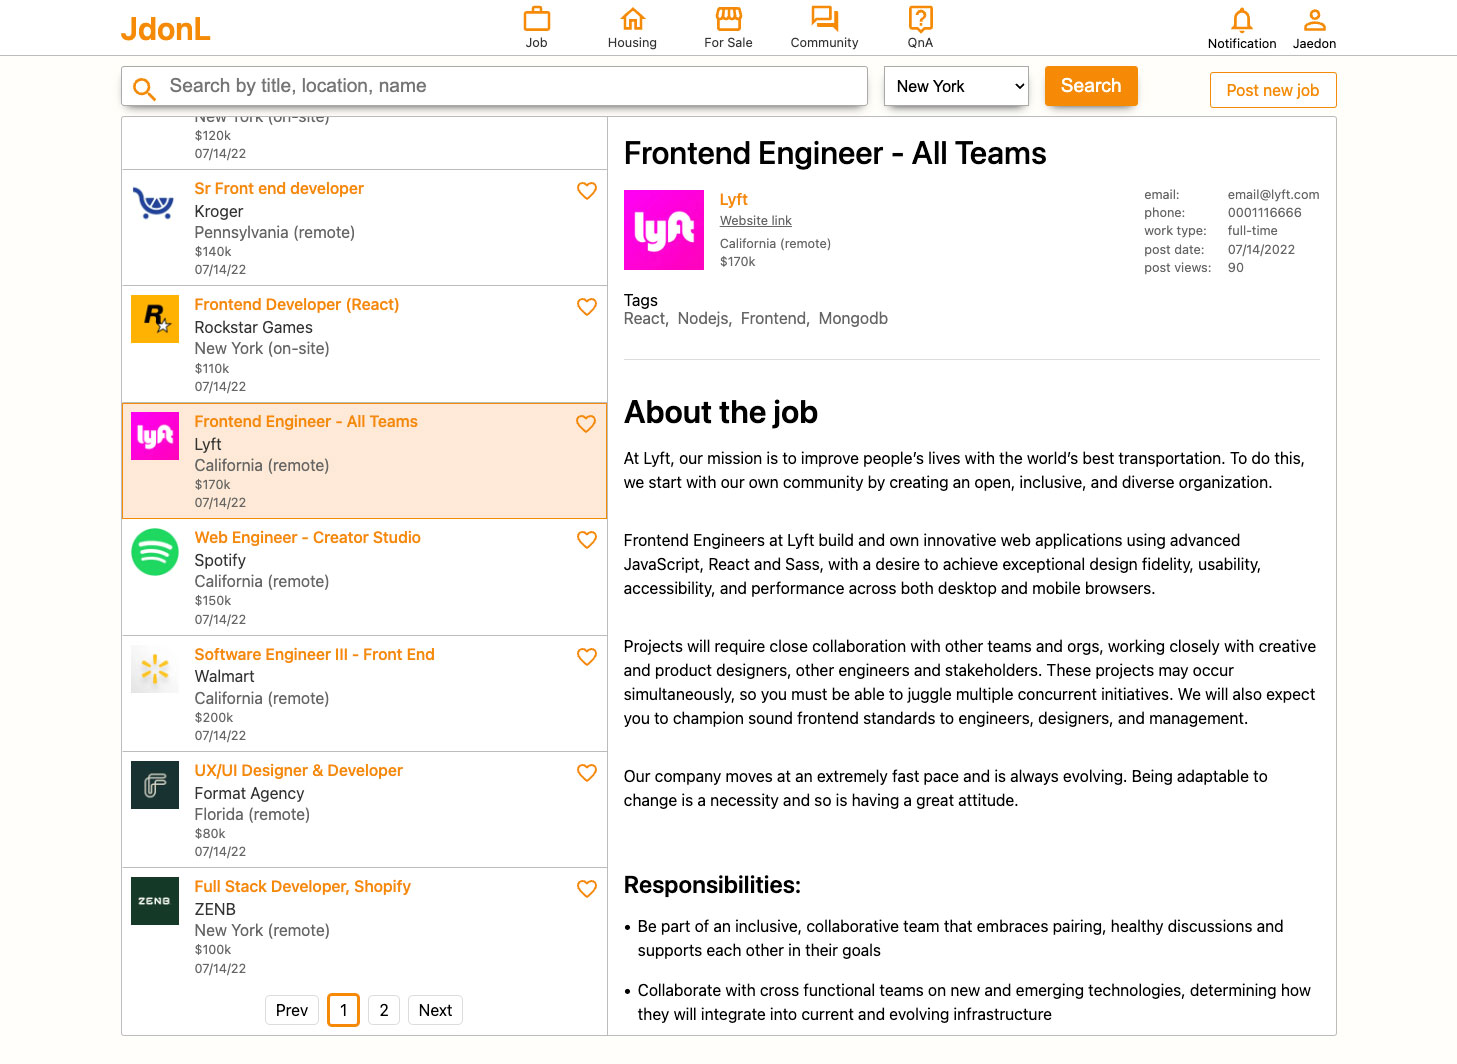 JdonL
Job
Housing
For Sale
Community
QnA
Notification
Jaedon
Search by title, location, name
New York
Search
Post new job
New York (on-site)
$120k
07/14/22
Sr Front end developer
Kroger
Pennsylvania (remote)
$140k
07/14/22
R
Frontend Developer (React)
Rockstar Games
New York (on-site)
$110k
07/14/22
lyft
Frontend Engineer - All Teams
Lyft
California (remote)
$170k
07/14/22
Web Engineer - Creator Studio
Spotify
California (remote)
$150k
07/14/22
Software Engineer III - Front End
Walmart
California (remote)
$200k
07/14/22
UX/UI Designer & Developer
Format Agency
Florida (remote)
$80k
07/14/22
ZENB
Full Stack Developer, Shopify
ZENB
New York (remote)
$100k
07/14/22
Prev
1
2
Next
Frontend Engineer - All Teams
lyft
Lyft
Website link
California (remote)
$170k
email: email@lyft.com
phone: 0001116666
work type: full-time
post date: 07/14/2022
post views: 90
Tags
React, Nodejs, Frontend, Mongodb
About the job
At Lyft, our mission is to improve people’s lives with the world’s best transportation. To do this,
we start with our own community by creating an open, inclusive, and diverse organization.
Frontend Engineers at Lyft build and own innovative web applications using advanced
JavaScript, React and Sass, with a desire to achieve exceptional design fidelity, usability,
accessibility, and performance across both desktop and mobile browsers.
Projects will require close collaboration with other teams and orgs, working closely with creative
and product designers, other engineers and stakeholders. These projects may occur
simultaneously, so you must be able to juggle multiple concurrent initiatives. We will also expect
you to champion sound frontend standards to engineers, designers, and management.
Our company moves at an extremely fast pace and is always evolving. Being adaptable to
change is a necessity and so is having a great attitude.
Responsibilities:
• Be part of an inclusive, collaborative team that embraces pairing, healthy discussions and
supports each other in their goals
• Collaborate with cross functional teams on new and emerging technologies, determining how
they will integrate into current and evolving infrastructure